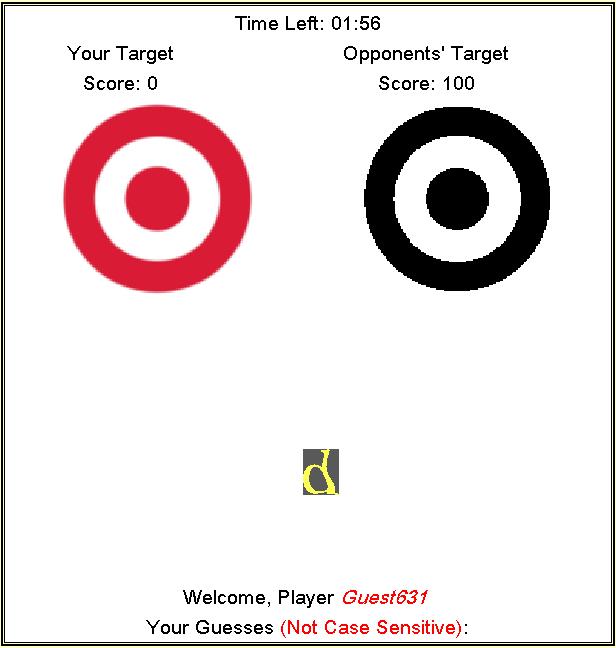 Time Left: 01:56
Your Target Opponents' Target
Score: 0 Score: 100
d
Welcome, Player Guest631
Your Guesses (Not Case Sensitive):